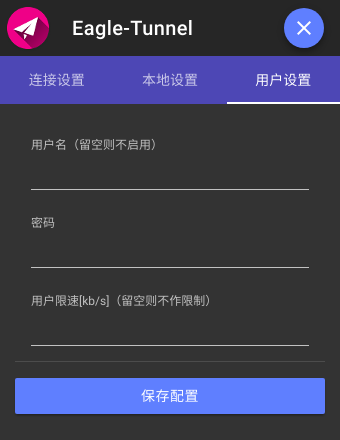 Eagle-Tunnel
连接设置
本地设置
用户设置
用户名（留空则不启用）
密码
用户限速[kb/s]（留空则不作限制）
保存配置